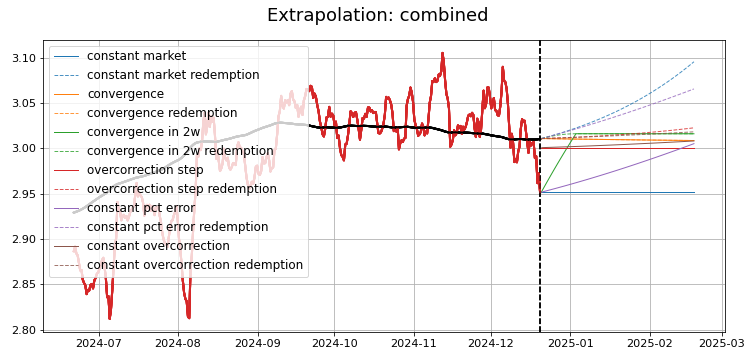 Extrapolation: combined
3.10
3.05
3.00
2.95
2.90
2.85
2.80
constant market
constant market redemption
convergence
convergence redemption
convergence in 2w
convergence in 2w redemption
overcorrection step
overcorrection step redemption
constant pct error
constant pct error redemption
constant overcorrection
constant overcorrection redemption
2024-07 2024-08 2024-09 2024-10 2024-11 2024-12 2025-01 2025-02 2025-03